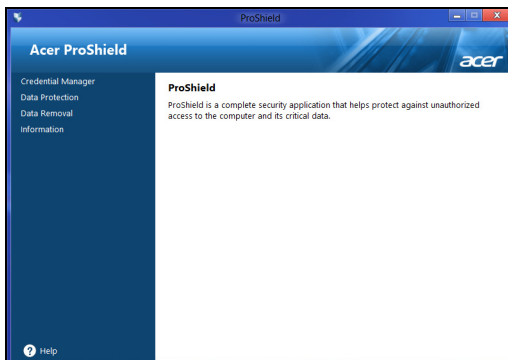 ProShield
Acer ProShield
acer
Credential Manager
Data Protection
Data Removal
Information
ProShield
ProShield is a complete security application that helps protect against unauthorized
access to the computer and its critical data.
? Help